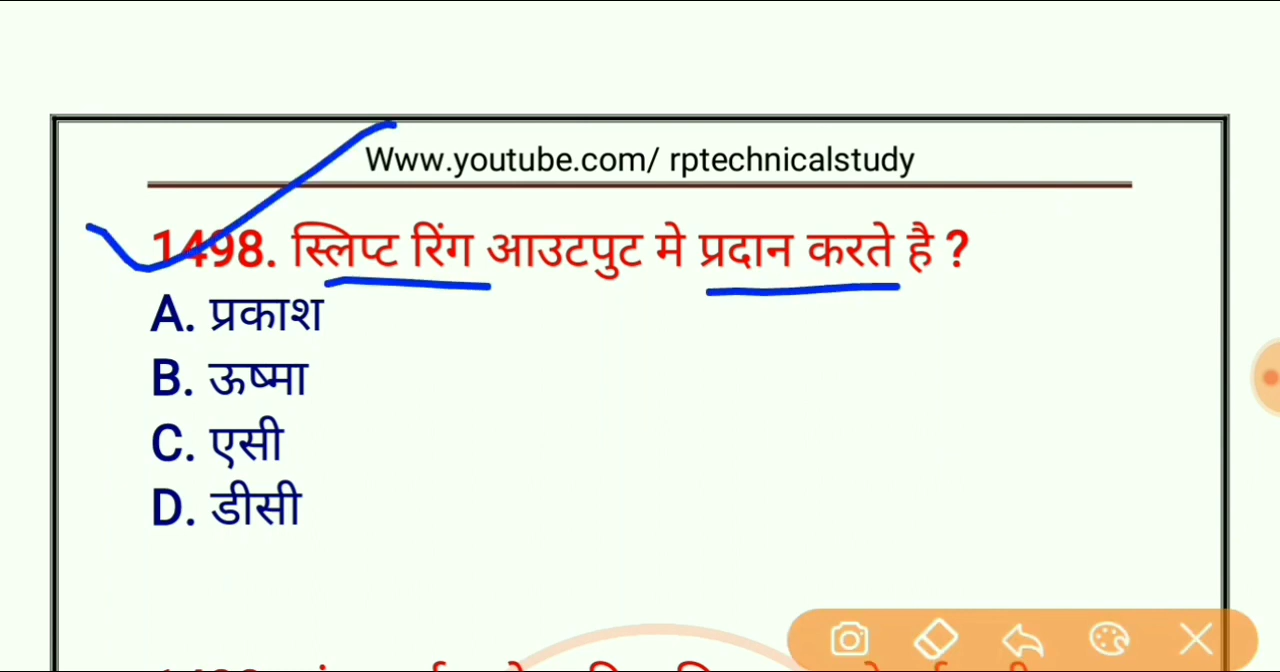 Www.youtube.com/ rptechnicalstudy
1498. स्लिप्ट रिंग आउटपुट मे प्रदान करते है ?
A. प्रकाश
B. ऊष्मा
C. एसी
D. डीसी